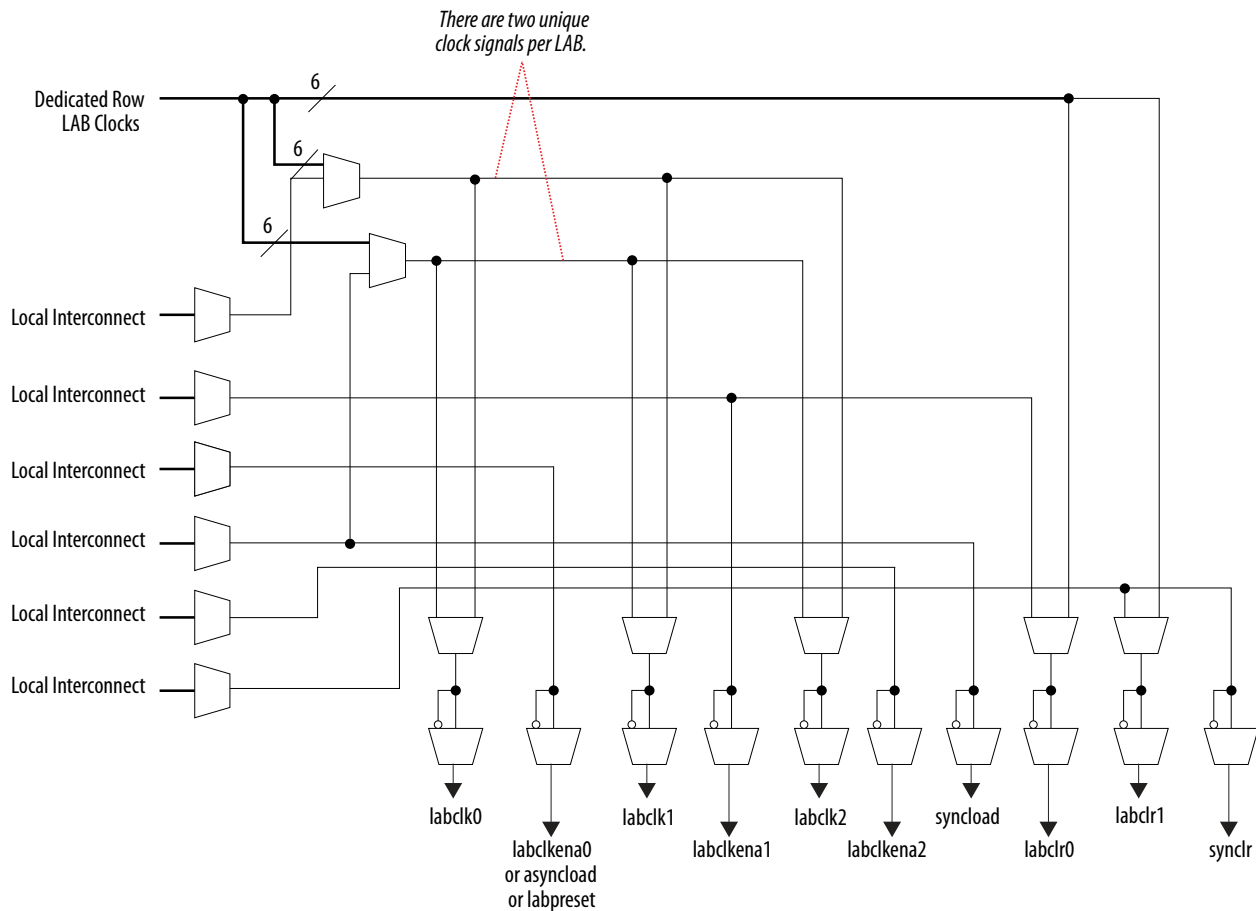 There are two unique
clock signals per LAB.
6
Dedicated Row
LAB Clocks
6
6
Local Interconnect
Local Interconnect
Local Interconnect
Local Interconnect
Local Interconnect
Local Interconnect
labclk0
labclkena0
or asyncload
or labpreset
labclk1
labclkena1
labclk2
labclkena2
syncload
labclr0
labclr1
synclr